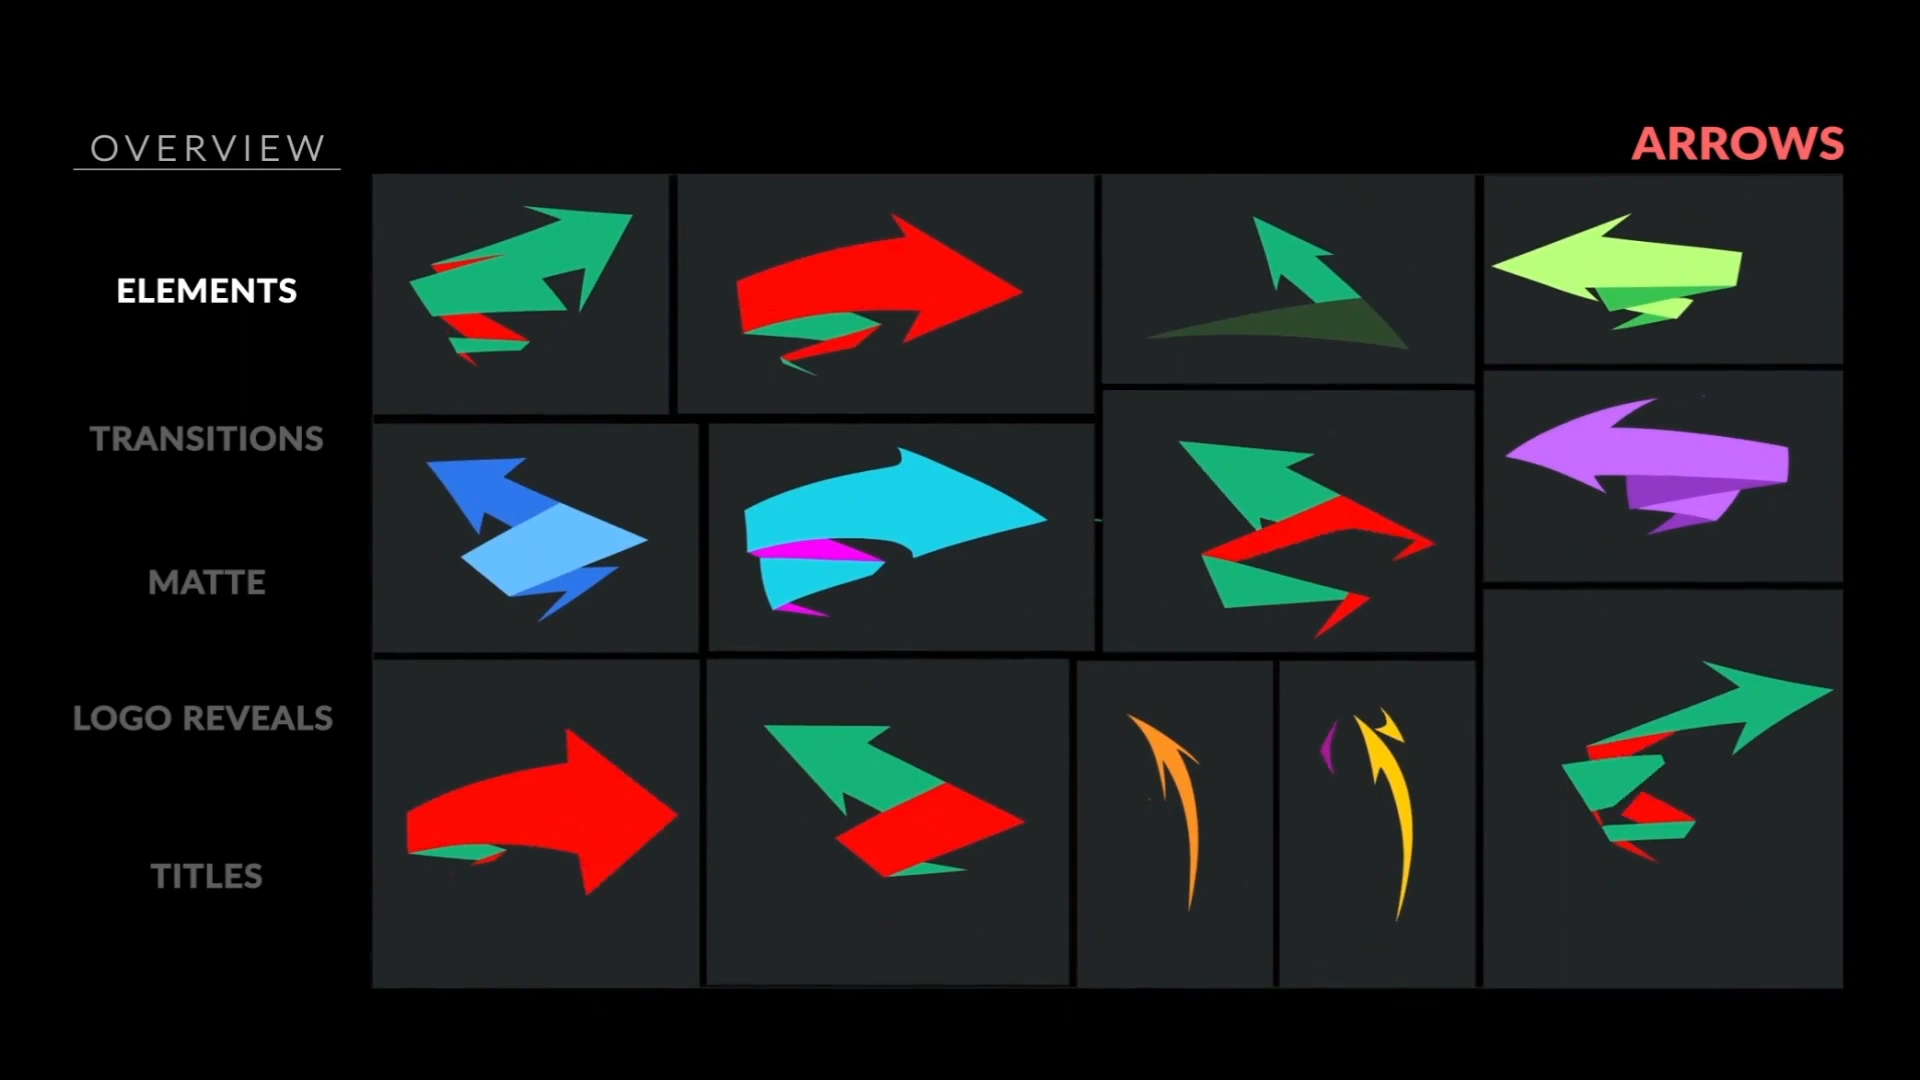 OVERVIEW
ARROWS
ELEMENTS
TRANSITIONS
MATTE
LOGO REVEALS
TITLES